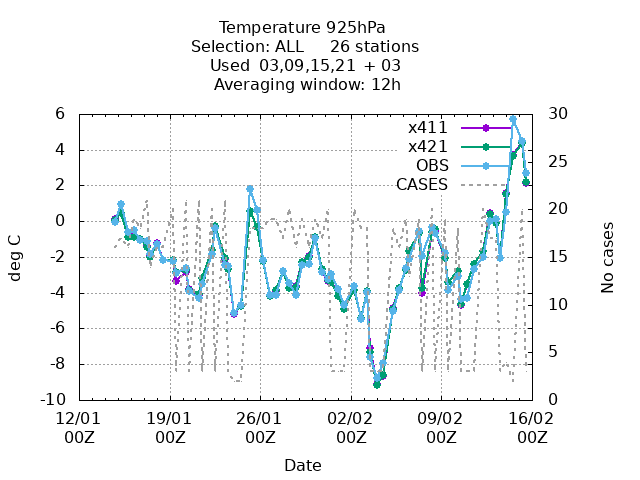 Temperature 925hPa
Selection: ALL     26 stations
Used  03,09,15,21 + 03
Averaging window: 12h
6
4
2
0
-2
-4
-6
-8
-10
30
25
20
15
10
5
0
x411
x421
OBS
CASES
deg C
No cases
12/01 19/01 26/01 02/02 09/02 16/02
00Z 00Z 00Z 00Z 00Z 00Z
Date